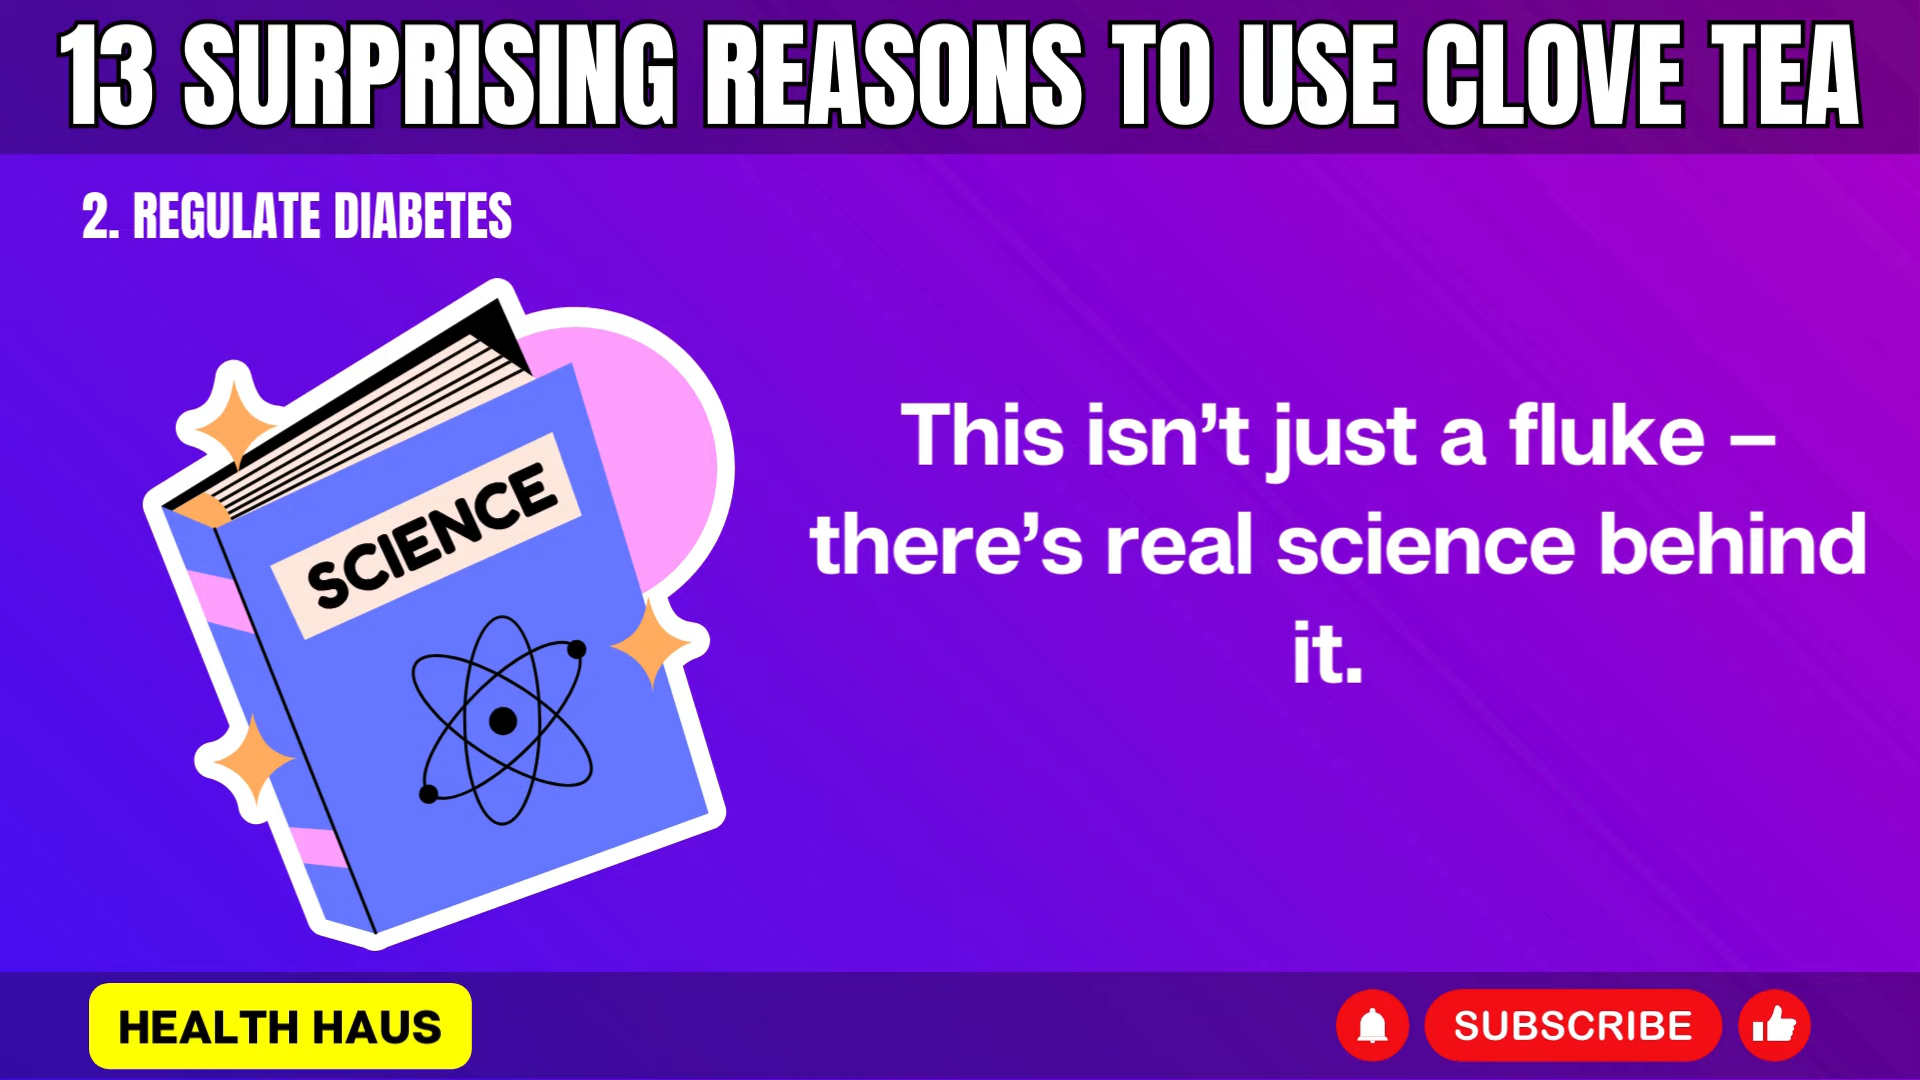 13 SURPRISING REASONS TO USE CLOVE TEA
2. REGULATE DIABETES
SCIENCE
This isn’t just a fluke –
there’s real science behind
it.
HEALTH HAUS
SUBSCRIBE